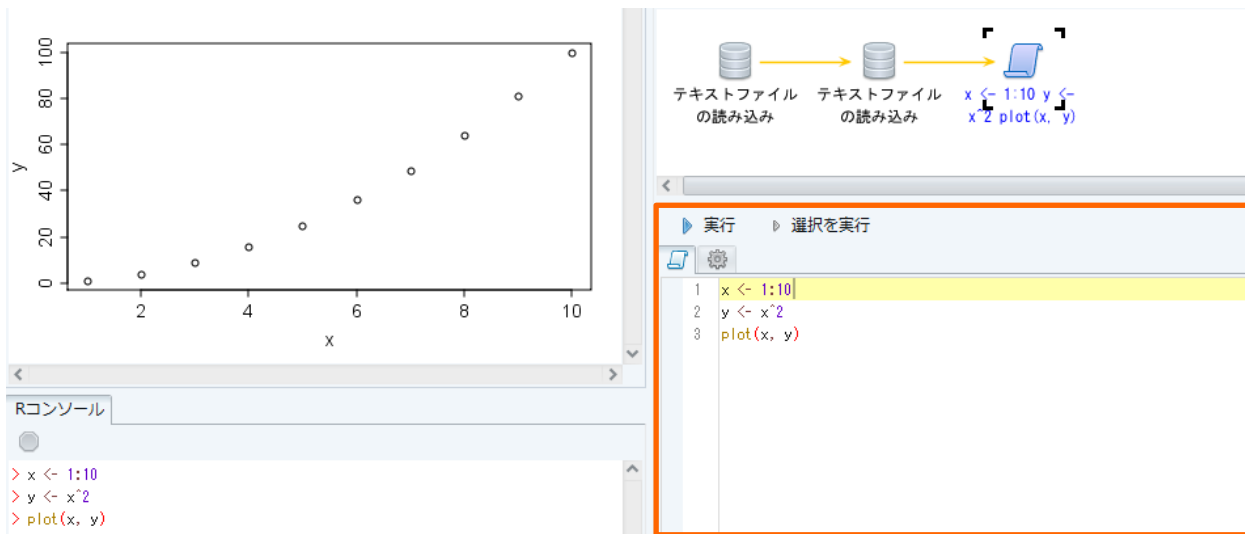 100
80
60
40
20
0
y
2 4 6 8 10
x
Rコンソール
> x <- 1:10
> y <- x^2
> plot(x, y)
テキストファイル
の読み込み
テキストファイル
の読み込み
x <- 1:10 y <-
x^2 plot(x, y)
実行 選択を実行
1 x <- 1:10
2 y <- x^2
3 plot(x, y)